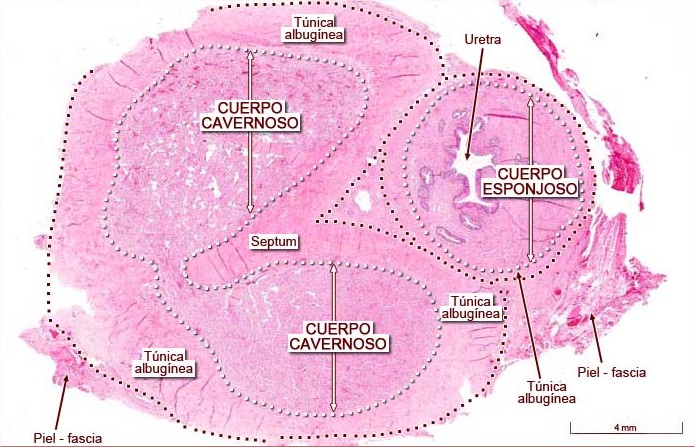 Túnica
albugínea
Uretra
CUERPO
CAVERNOSO
CUERPO
ESPONJOSO
Septum
Túnica
albugínea
CUERPO
CAVERNOSO
Túnica
albugínea
Piel - fascia
Túnica
albugínea
Piel - fascia
4 mm